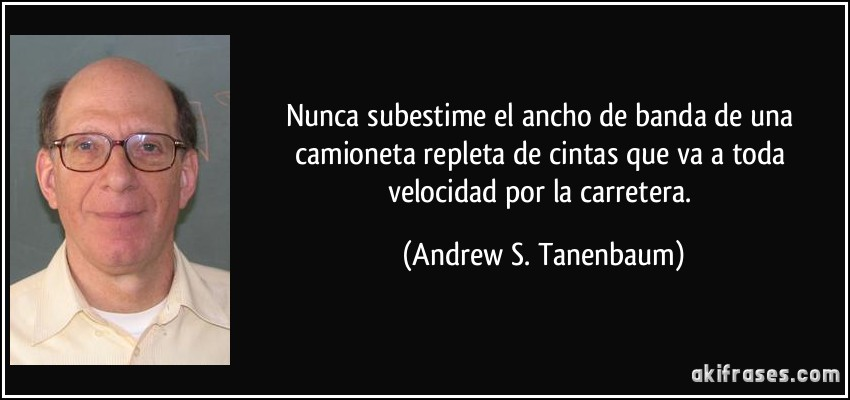 Nunca subestime el ancho de banda de una
camioneta repleta de cintas que va a toda
velocidad por la carretera.
(Andrew S. Tanenbaum)
akifrases.com